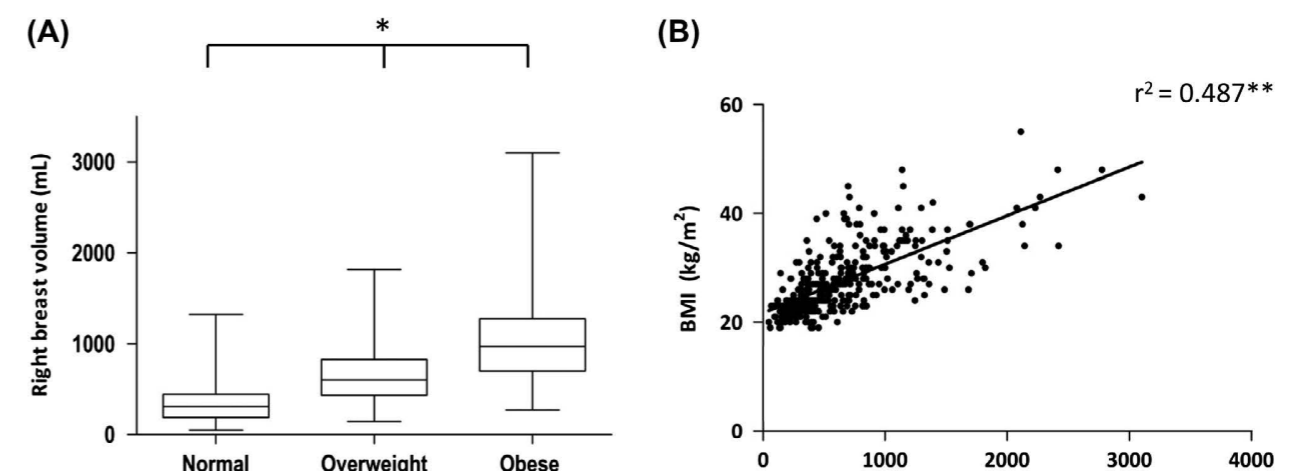 (A)
*
Right breast volume (mL)
3000
2000
1000
0
Normal
Overweight
Obese
(B)
r² = 0.487**
BMI (kg/m²)
60
40
20
0
0
1000
2000
3000
4000